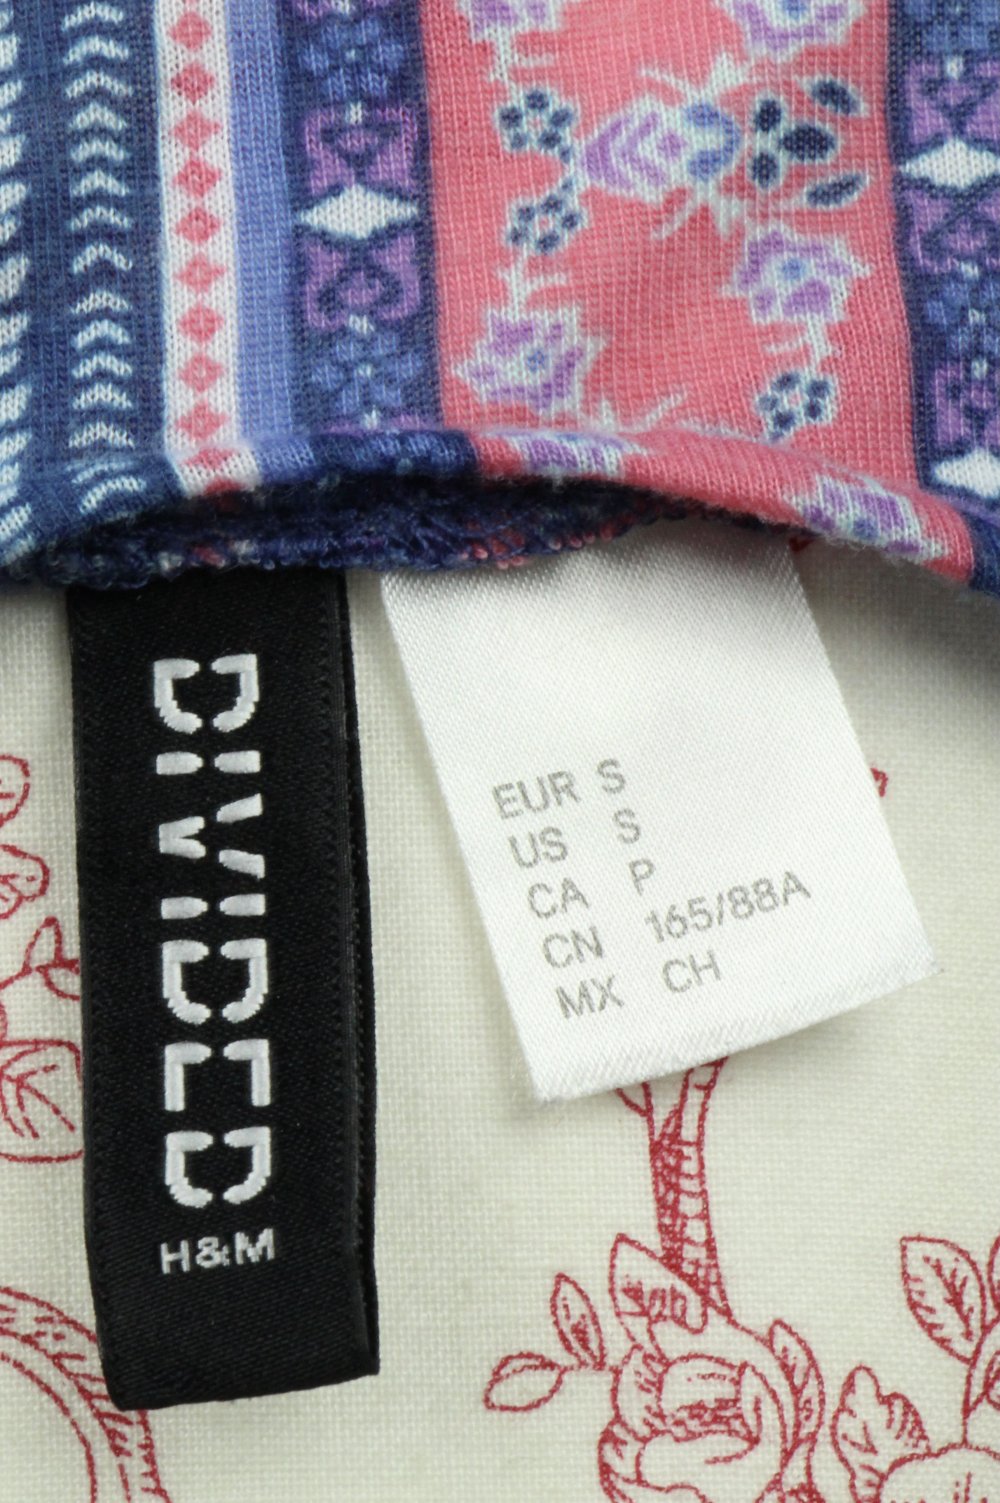 DIVIDED
H&M
EUR S
US S
CA P
CN 165/88A
MX CH